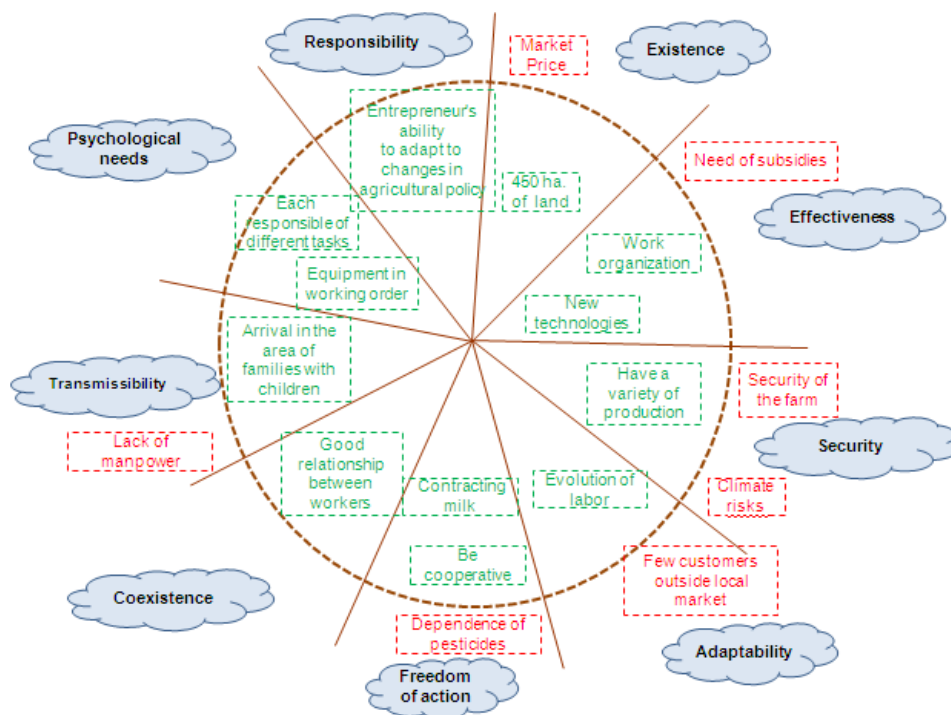 Responsibility
Market
Price
Existence
Psychological
needs
Entrepreneur's
ability
to adapt to
changes in
agricultural policy
450 ha.
of land
Need of subsidies
Effectiveness
Each
responsible of
different tasks
Work
organization
Equipment in
working order
New
technologies
Arrival in the
area of
families with
children
Transmissibility
Have a
variety of
production
Security of
the farm
Lack of
manpower
Security
Good
relationship
between
workers
Contracting
milk
Evolution of
labor
Climate
risks
Be
cooperative
Few customers
outside local
market
Coexistence
Dependence of
pesticides
Adaptability
Freedom
of action